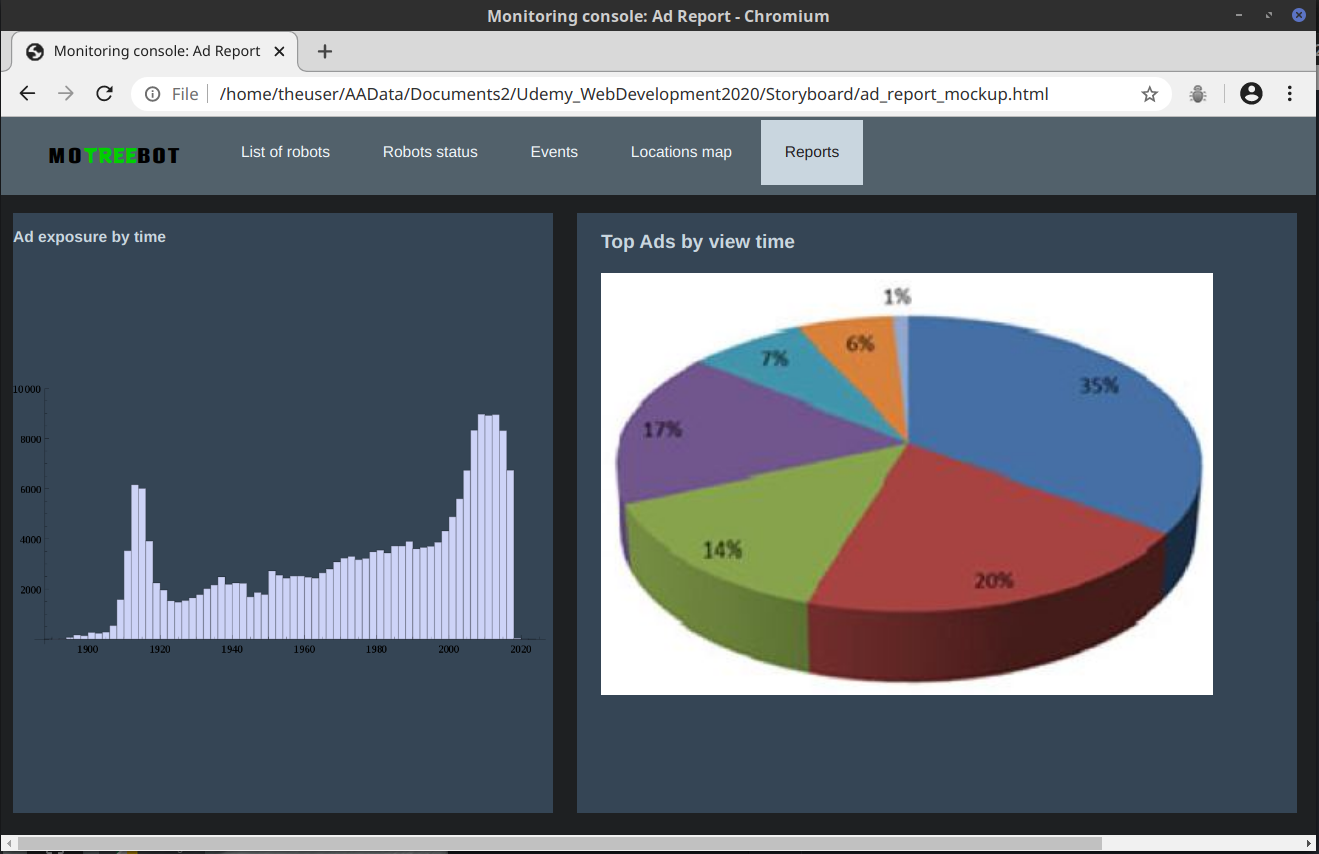 Monitoring console: Ad Report - Chromium
Monitoring console: Ad Report
File /home/theuser/AAData/Documents2/Udemy_WebDevelopment2020/Storyboard/ad_report_mockup.html
MOTREEBOT List of robots Robots status Events Locations map Reports
Ad exposure by time
10000
8000
6000
4000
2000
1900 1920 1940 1960 1980 2000 2020
Top Ads by view time
1%
6%
7%
35%
17%
14%
20%